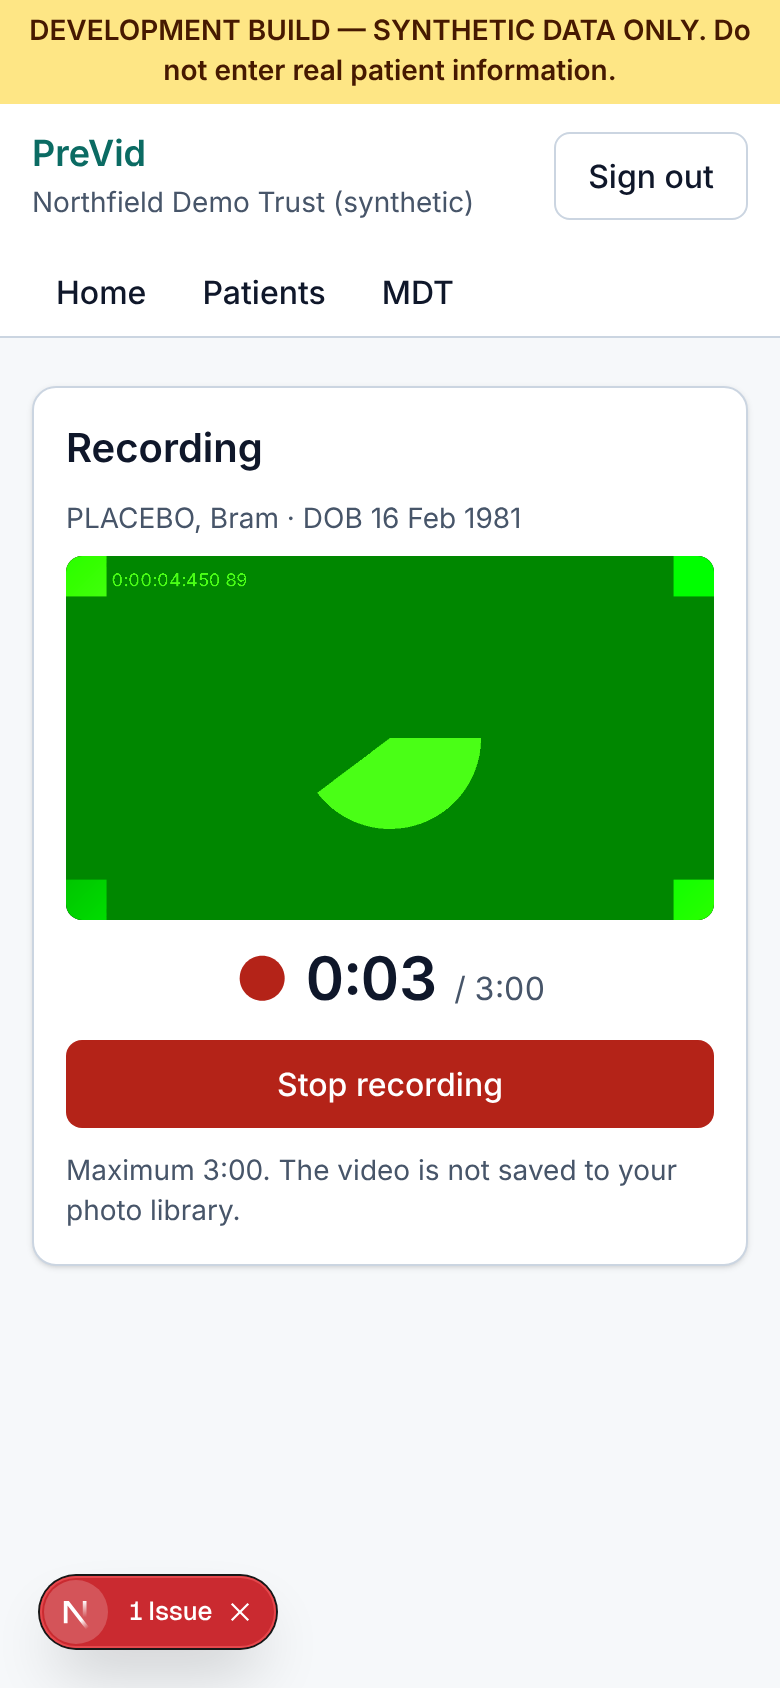 DEVELOPMENT BUILD — SYNTHETIC DATA ONLY. Do
not enter real patient information.
PreVid
Northfield Demo Trust (synthetic)
Sign out
Home Patients MDT
Recording
PLACEBO, Bram · DOB 16 Feb 1981
0:00:04:450 89
0:03 / 3:00
Stop recording
Maximum 3:00. The video is not saved to your
photo library.
N 1 Issue